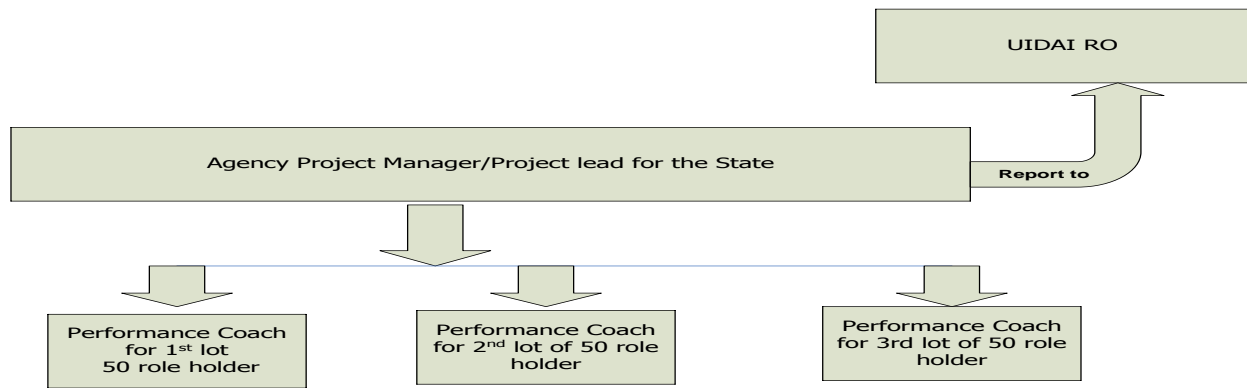 UIDAI RO
Agency Project Manager/Project lead for the State
Report to
Performance Coach
for 1st lot
50 role holder
Performance Coach
for 2nd lot of 50 role
holder
Performance Coach
for 3rd lot of 50 role
holder